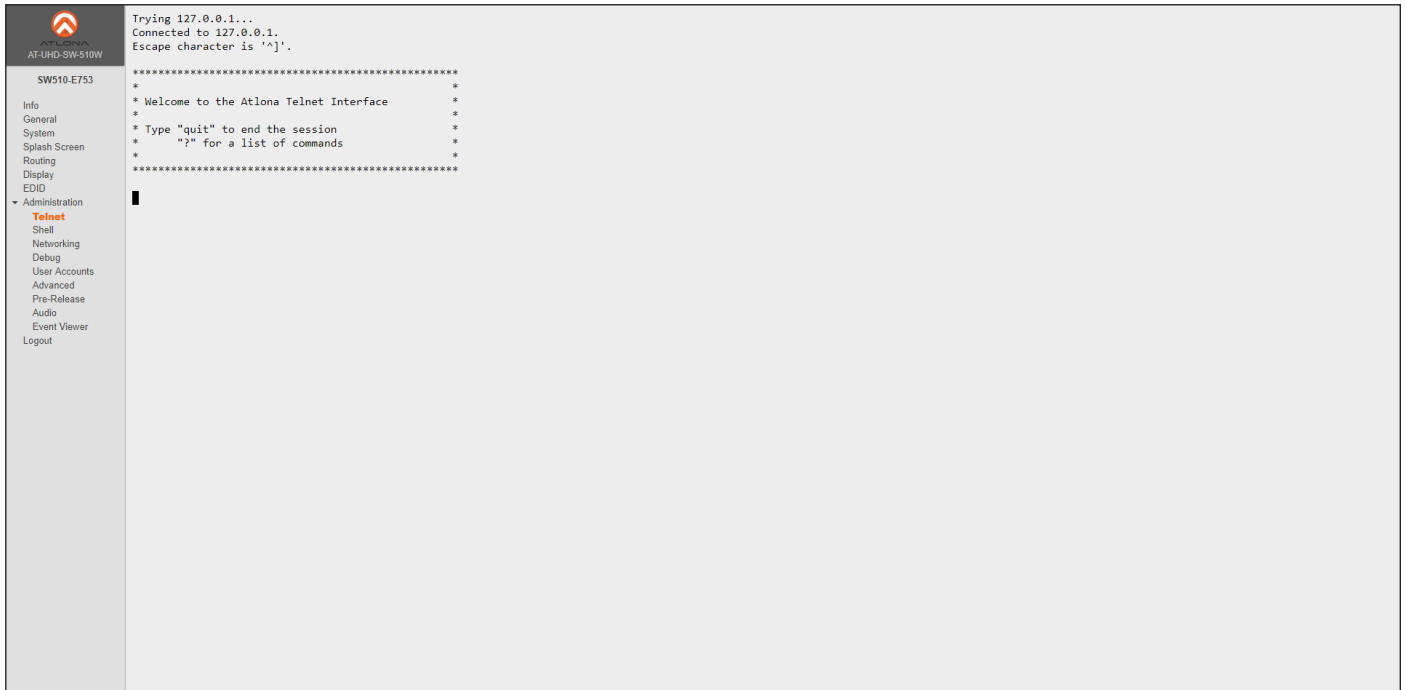 ATLONA
AT-UHD-SW-510W
SW510-E753
Info
General
System
Splash Screen
Routing
Display
EDID
Administration
Telnet
Shell
Networking
Debug
User Accounts
Advanced
Pre-Release
Audio
Event Viewer
Logout
Trying 127.0.0.1...
Connected to 127.0.0.1.
Escape character is '^]'.
***************************************************
*                                                 *
* Welcome to the Atlona Telnet Interface          *
*                                                 *
* Type "quit" to end the session                  *
*      "?" for a list of commands                 *
*                                                 *
***************************************************